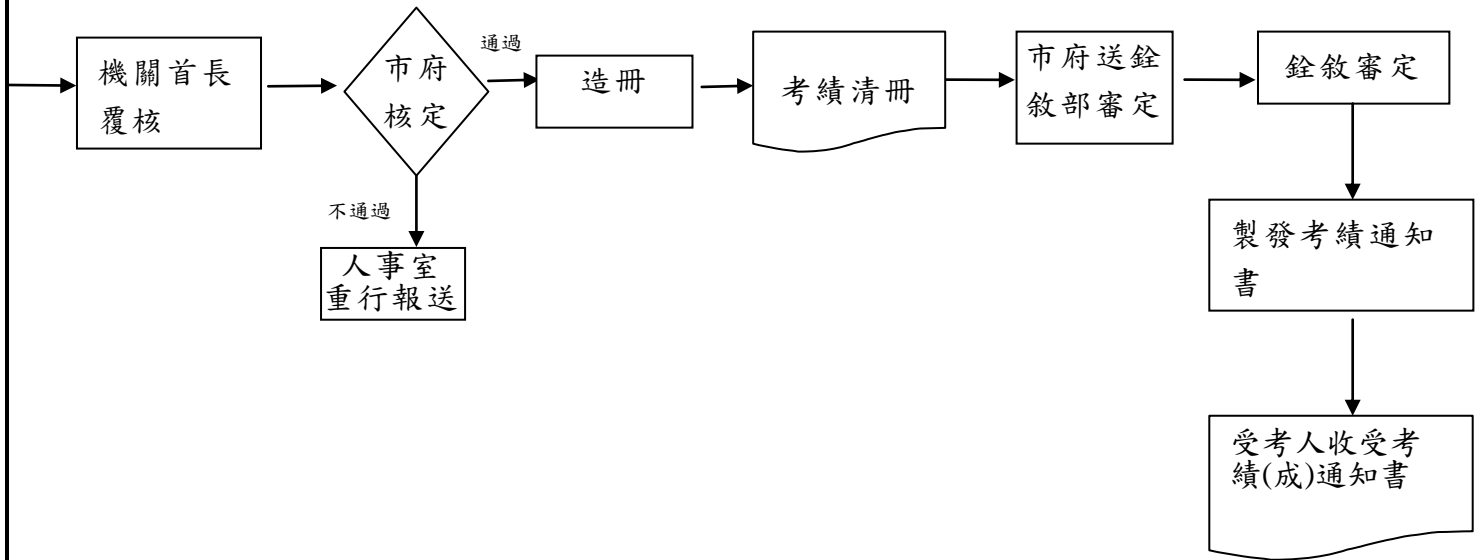 機關首長
覆核
市府
核定
通過
造冊
考績清冊
市府送銓
敘部審定
銓敘審定
不通過
人事室
重行報送
製發考績通知
書
受考人收受考
績(成)通知書